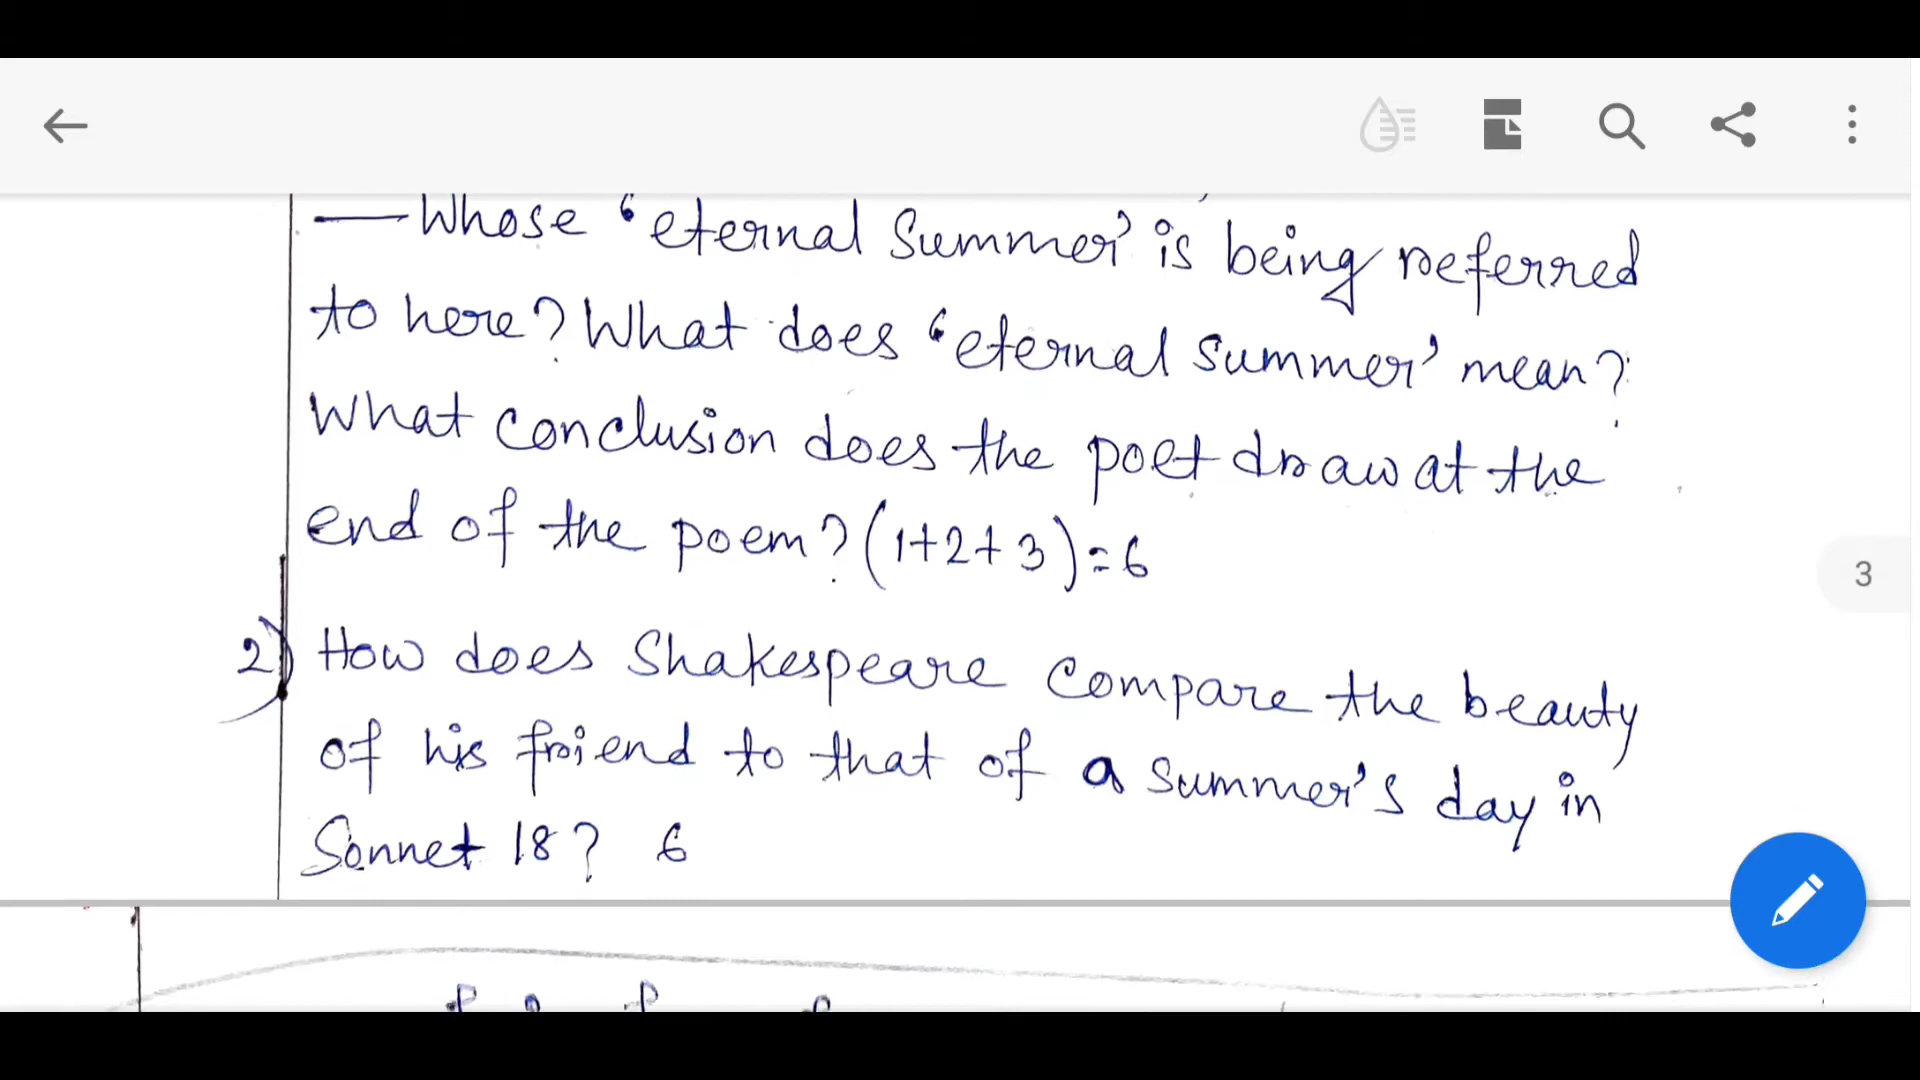 — Whose 'eternal Summer' is being referred
to here? What does 'eternal Summer' mean?
What conclusion does the poet draw at the
end of the poem? (1+2+3)=6
3
2) How does Shakespeare compare the beauty
of his friend to that of a Summer's day in
Sonnet 18? 6